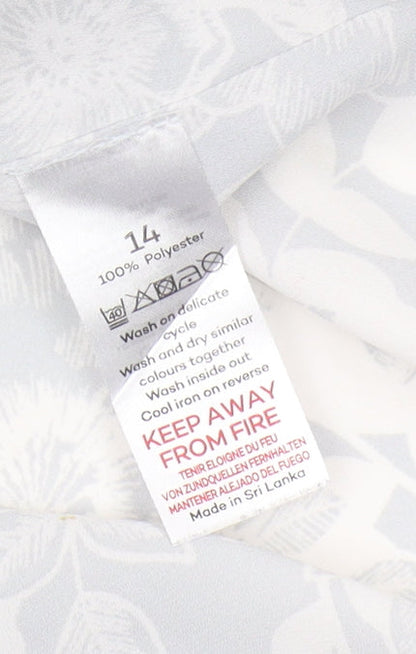 14
100% Polyester
40
Wash on delicate
cycle
Wash and dry similar
colours together
Wash inside out
Cool iron on reverse
KEEP AWAY
FROM FIRE
TENIR ELOIGNE DU FEU
VON ZUNDQUELLEN FERNHALTEN
MANTENER ALEJADO DEL FUEGO
Made in Sri Lanka